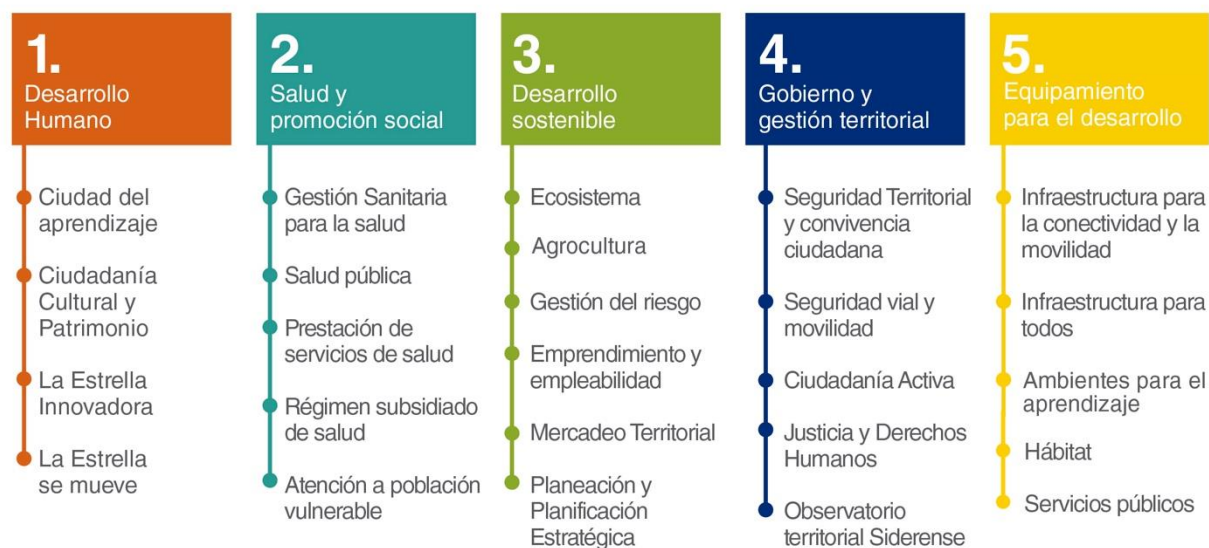 1.
Desarrollo
Humano
Ciudad del
aprendizaje
Ciudadanía
Cultural y
Patrimonio
La Estrella
Innovadora
La Estrella
se mueve
2.
Salud y
promoción social
Gestión Sanitaria
para la salud
Salud pública
Prestación de
servicios de salud
Régimen subsidiado
de salud
Atención a población
vulnerable
3.
Desarrollo
sostenible
Ecosistema
Agrocultura
Gestión del riesgo
Emprendimiento y
empleabilidad
Mercadeo Territorial
Planeación y
Planificación
Estratégica
4.
Gobierno y
gestión territorial
Seguridad Territorial
y convivencia
ciudadana
Seguridad vial y
movilidad
Ciudadanía Activa
Justicia y Derechos
Humanos
Observatorio
territorial Siderense
5.
Equipamiento
para el desarrollo
Infraestructura para
la conectividad y la
movilidad
Infraestructura para
todos
Ambientes para el
aprendizaje
Hábitat
Servicios públicos